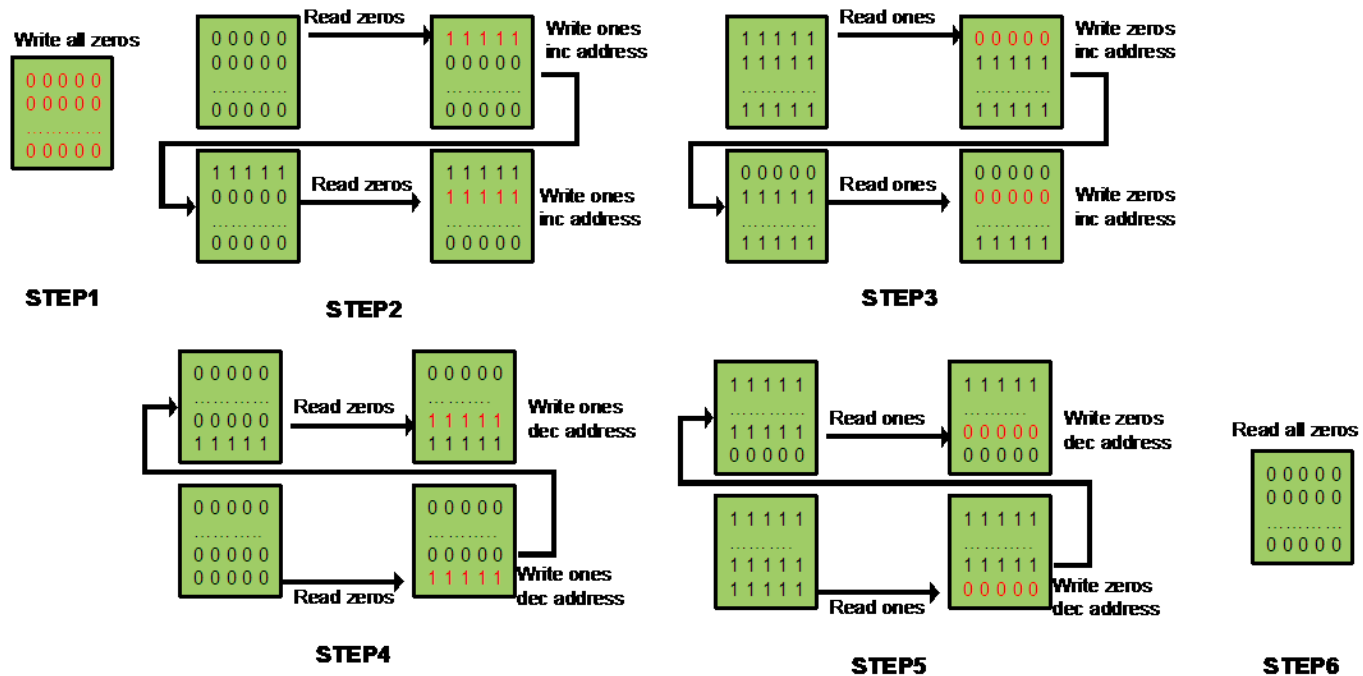 Write all zeros
0 0 0 0 0
0 0 0 0 0
............
0 0 0 0 0
STEP1
0 0 0 0 0
0 0 0 0 0
............
0 0 0 0 0
Read zeros
1 1 1 1 1
0 0 0 0 0
............
0 0 0 0 0
Write ones
inc address
1 1 1 1 1
0 0 0 0 0
............
0 0 0 0 0
Read zeros
1 1 1 1 1
1 1 1 1 1
............
0 0 0 0 0
Write ones
inc address
STEP2
1 1 1 1 1
1 1 1 1 1
............
1 1 1 1 1
Read ones
0 0 0 0 0
1 1 1 1 1
............
1 1 1 1 1
Write zeros
inc address
0 0 0 0 0
1 1 1 1 1
............
1 1 1 1 1
Read ones
0 0 0 0 0
0 0 0 0 0
............
1 1 1 1 1
Write zeros
inc address
STEP3
0 0 0 0 0
............
0 0 0 0 0
1 1 1 1 1
Read zeros
0 0 0 0 0
............
1 1 1 1 1
1 1 1 1 1
Write ones
dec address
0 0 0 0 0
............
0 0 0 0 0
0 0 0 0 0
Read zeros
0 0 0 0 0
............
0 0 0 0 0
1 1 1 1 1
Write ones
dec address
STEP4
1 1 1 1 1
............
1 1 1 1 1
0 0 0 0 0
Read ones
1 1 1 1 1
............
0 0 0 0 0
0 0 0 0 0
Write zeros
dec address
1 1 1 1 1
............
1 1 1 1 1
1 1 1 1 1
Read ones
1 1 1 1 1
............
1 1 1 1 1
0 0 0 0 0
Write zeros
dec address
STEP5
Read all zeros
0 0 0 0 0
0 0 0 0 0
............
0 0 0 0 0
STEP6